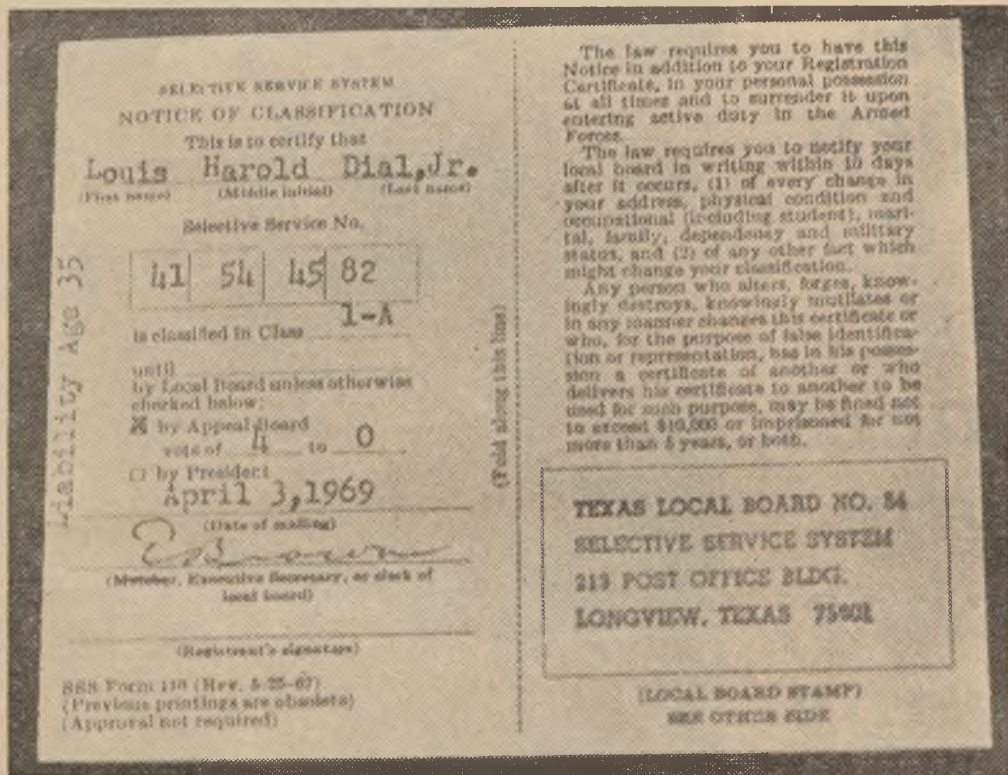 SELECTIVE SERVICE SYSTEM
NOTICE OF CLASSIFICATION
This is to certify that
Louis Harold Dial,Jr.
(First name) (Middle initial) (Last name)
Selective Service No.
41 54 45 82
is classified in Class 1-A
until
by Local Board unless otherwise
checked below:
☒ by Appeal Board
vote of 4 to 0
☐ by President
April 3,1969
(Date of mailing)
(Member, Executive Secretary, or clerk of
local board)
(Registrant's signature)
SSS Form 110 (Rev. 5-25-67)
(Previous printings are obsolete)
(Approval not required)
Liability Age 35
(Fold along this line)
The law requires you to have this
Notice in addition to your Registration
Certificate, in your personal possession
at all times and to surrender it upon
entering active duty in the Armed
Forces.
The law requires you to notify your
local board in writing within 10 days
after it occurs, (1) of every change in
your address, physical condition and
occupational (including student), mari-
tal, family, dependency and military
status, and (2) of any other fact which
might change your classification.
Any person who alters, forges, know-
ingly destroys, knowingly mutilates or
in any manner changes this certificate or
who, for the purpose of false identifica-
tion or representation, has in his posses-
sion a certificate of another or who
delivers his certificate to another to be
used for such purpose, may be fined not
to exceed $10,000 or imprisoned for not
more than 5 years, or both.
TEXAS LOCAL BOARD NO. 54
SELECTIVE SERVICE SYSTEM
213 POST OFFICE BLDG.
LONGVIEW, TEXAS 75601
(LOCAL BOARD STAMP)
SEE OTHER SIDE